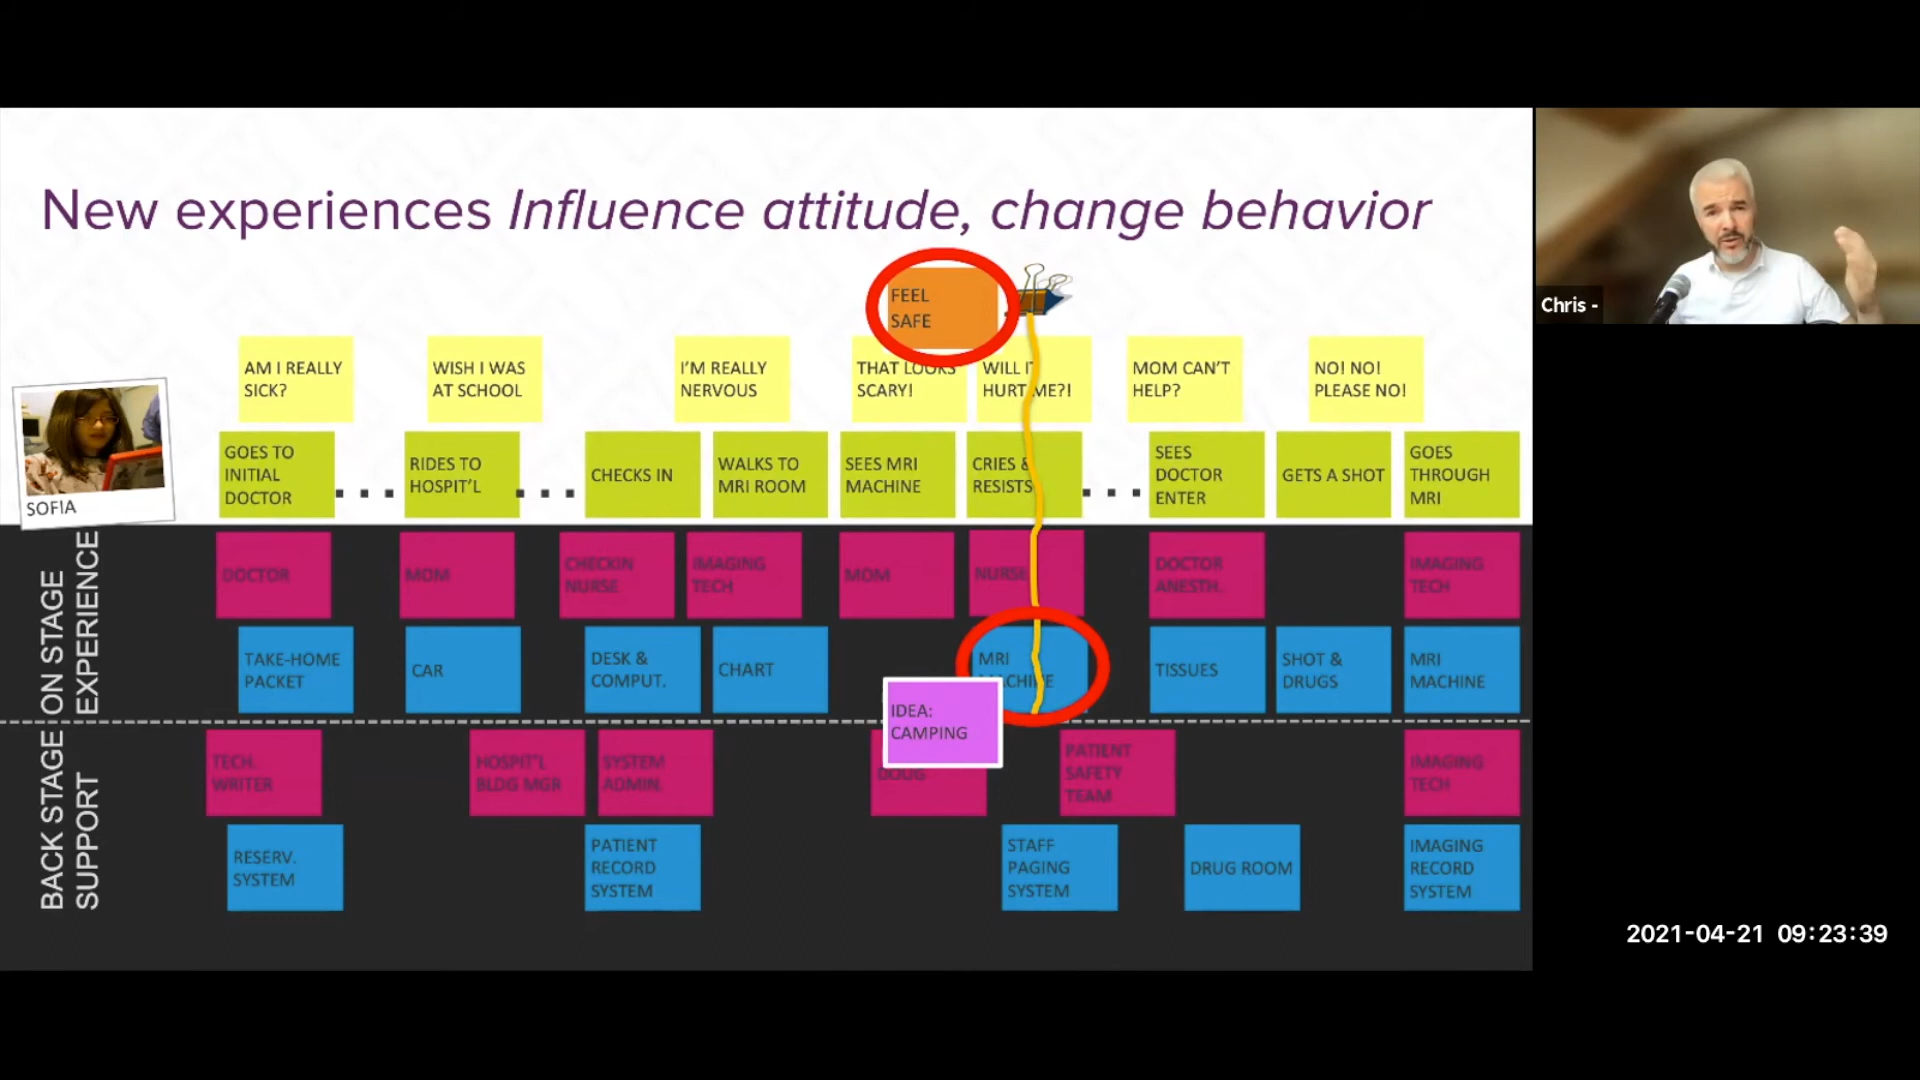 New experiences Influence attitude, change behavior
FEEL
SAFE
AM I REALLY
SICK?
WISH I WAS
AT SCHOOL
I'M REALLY
NERVOUS
THAT LOOKS
SCARY!
WILL IT
HURT ME?!
MOM CAN'T
HELP?
NO! NO!
PLEASE NO!
SOFIA
GOES TO
INITIAL
DOCTOR
RIDES TO
HOSPIT'L
CHECKS IN
WALKS TO
MRI ROOM
SEES MRI
MACHINE
CRIES &
RESISTS
SEES
DOCTOR
ENTER
GETS A SHOT
GOES
THROUGH
MRI
ON STAGE
EXPERIENCE
DOCTOR
MOM
CHECKIN
NURSE
IMAGING
TECH
MOM
NURSE
DOCTOR
ANESTH.
IMAGING
TECH
TAKE-HOME
PACKET
CAR
DESK &
COMPUT.
CHART
MRI
MACHINE
TISSUES
SHOT &
DRUGS
MRI
MACHINE
IDEA:
CAMPING
BACK STAGE
SUPPORT
TECH.
WRITER
HOSPIT'L
BLDG MGR
SYSTEM
ADMIN.
DOUG
PATIENT
SAFETY
TEAM
IMAGING
TECH
RESERV.
SYSTEM
PATIENT
RECORD
SYSTEM
STAFF
PAGING
SYSTEM
DRUG ROOM
IMAGING
RECORD
SYSTEM
Chris -
2021-04-21 09:23:39